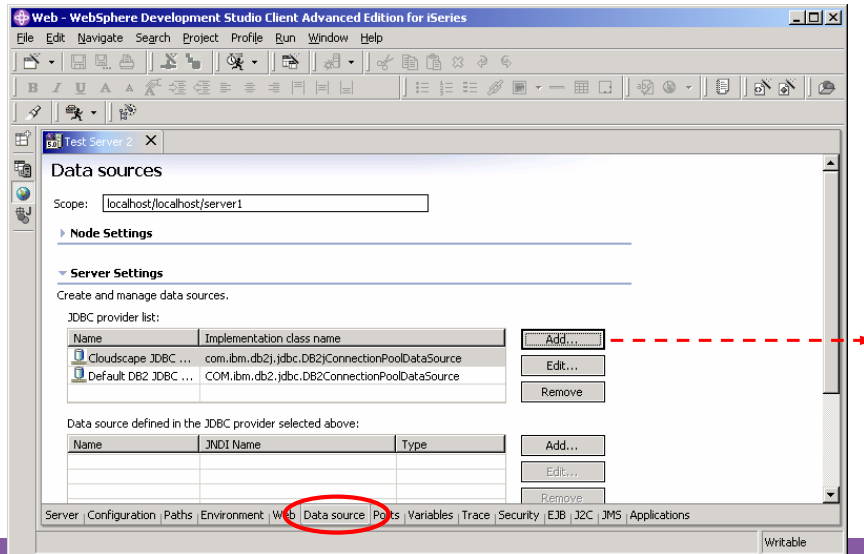 Web - WebSphere Development Studio Client Advanced Edition for iSeries
File Edit Navigate Search Project Profile Run Window Help
B I U A A
5.0 Test Server 2 X
Data sources
Scope: localhost/localhost/server1
Node Settings
Server Settings
Create and manage data sources.
JDBC provider list:
Name Implementation class name
Cloudscape JDBC ... com.ibm.db2j.jdbc.DB2jConnectionPoolDataSource
Default DB2 JDBC ... COM.ibm.db2.jdbc.DB2ConnectionPoolDataSource
Add...
Edit...
Remove
Data source defined in the JDBC provider selected above:
Name JNDI Name Type
Add...
Edit...
Remove
Server Configuration Paths Environment Web Data source Ports Variables Trace Security EJB J2C JMS Applications
Writable